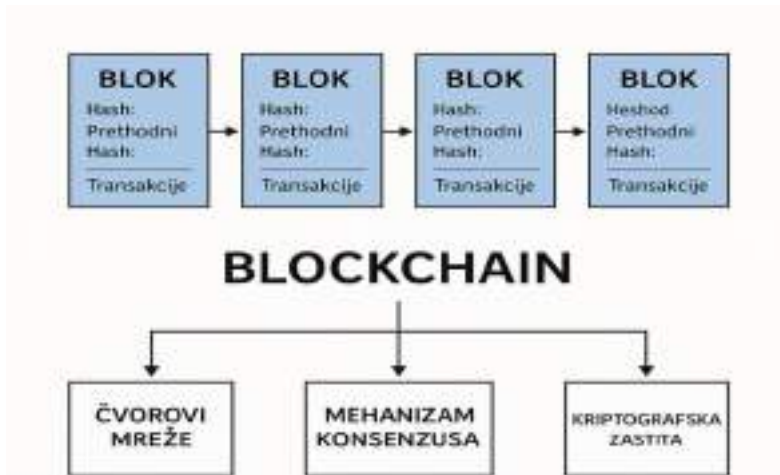 BLOK
Hash:
Prethodni
Hash:
Transakcije
BLOK
Hash:
Prethodni
Hash:
Transakcije
BLOK
Hash:
Prethodni
Hash:
Transakcije
BLOK
Heshod
Prethodni
Hash:
Transakcije
BLOCKCHAIN
ČVOROVI
MREŽE
MEHANIZAM
KONSENZUSA
KRIPTOGRAFSKA
ZASTITA